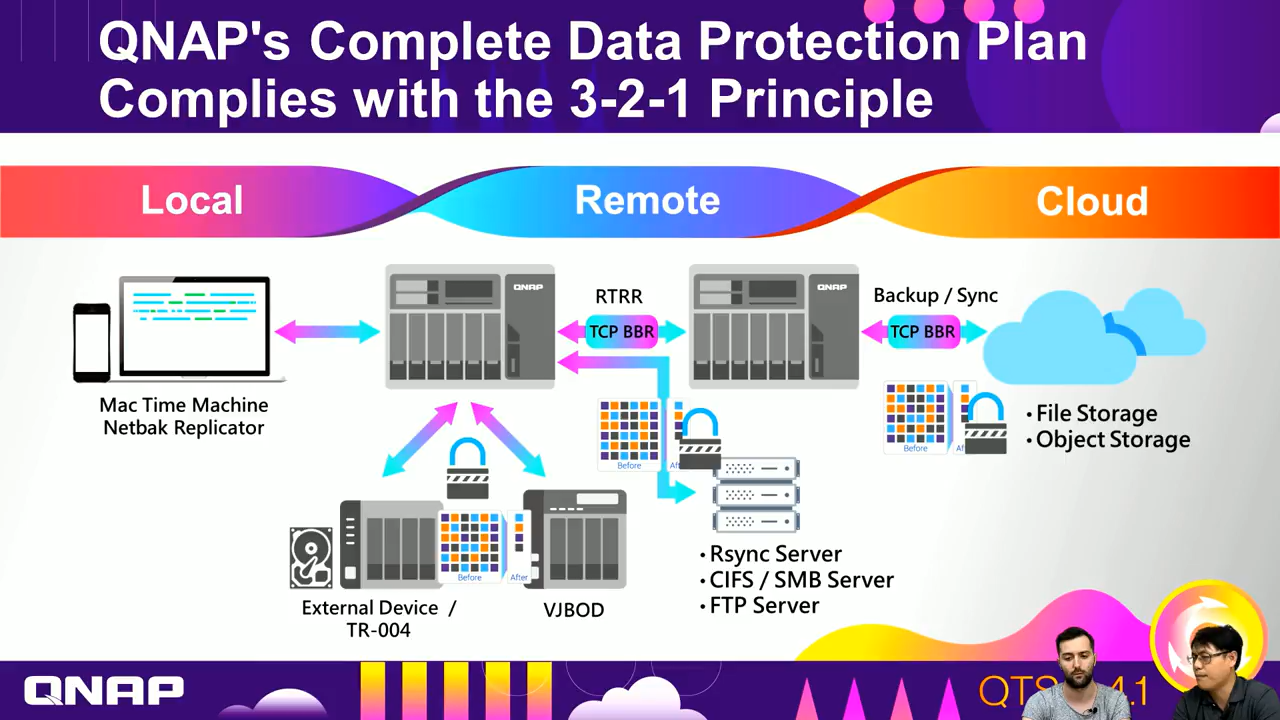 QNAP's Complete Data Protection Plan
Complies with the 3-2-1 Principle
Local
Remote
Cloud
QNAP
QNAP
RTRR
TCP BBR
Backup / Sync
TCP BBR
Mac Time Machine
Netbak Replicator
Before
Before
• File Storage
• Object Storage
Before
After
External Device / 
TR-004
VJBOD
• Rsync Server
• CIFS / SMB Server
• FTP Server
QNAP